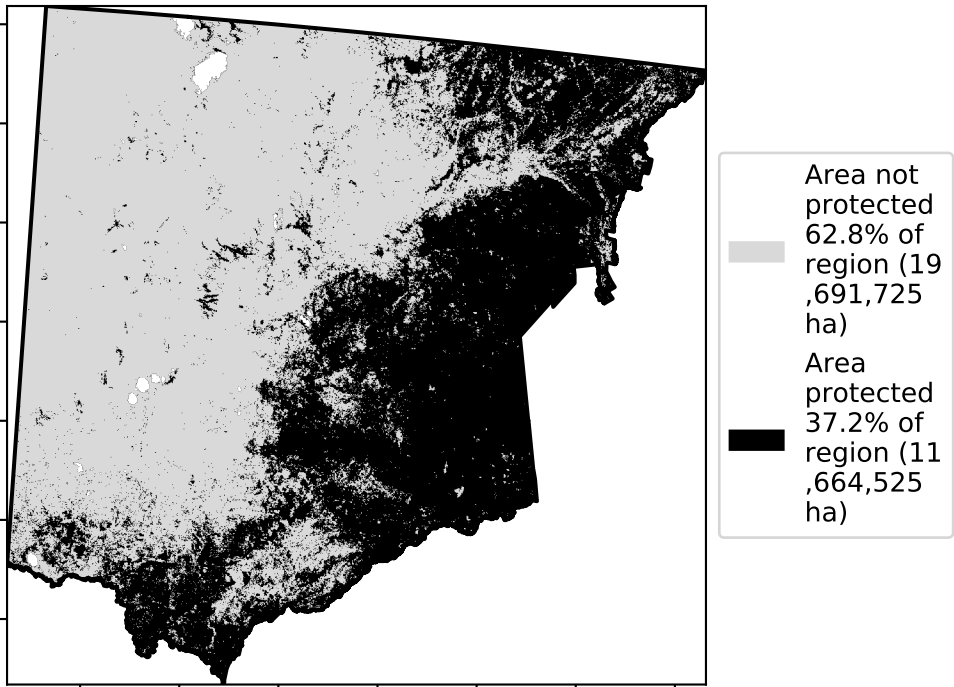 Area not
protected
62.8% of
region (19
,691,725
ha)
Area
protected
37.2% of
region (11
,664,525
ha)